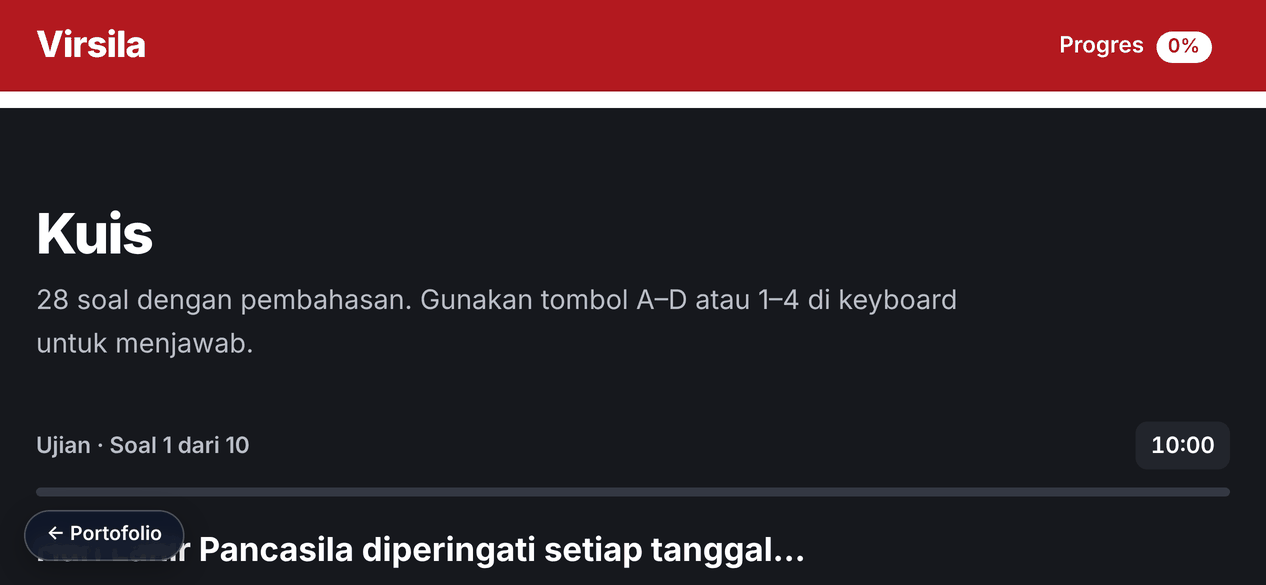 Virsila
Progres 0%
Kuis
28 soal dengan pembahasan. Gunakan tombol A–D atau 1–4 di keyboard
untuk menjawab.
Ujian · Soal 1 dari 10
10:00
← Portofolio
Pancasila diperingati setiap tanggal...